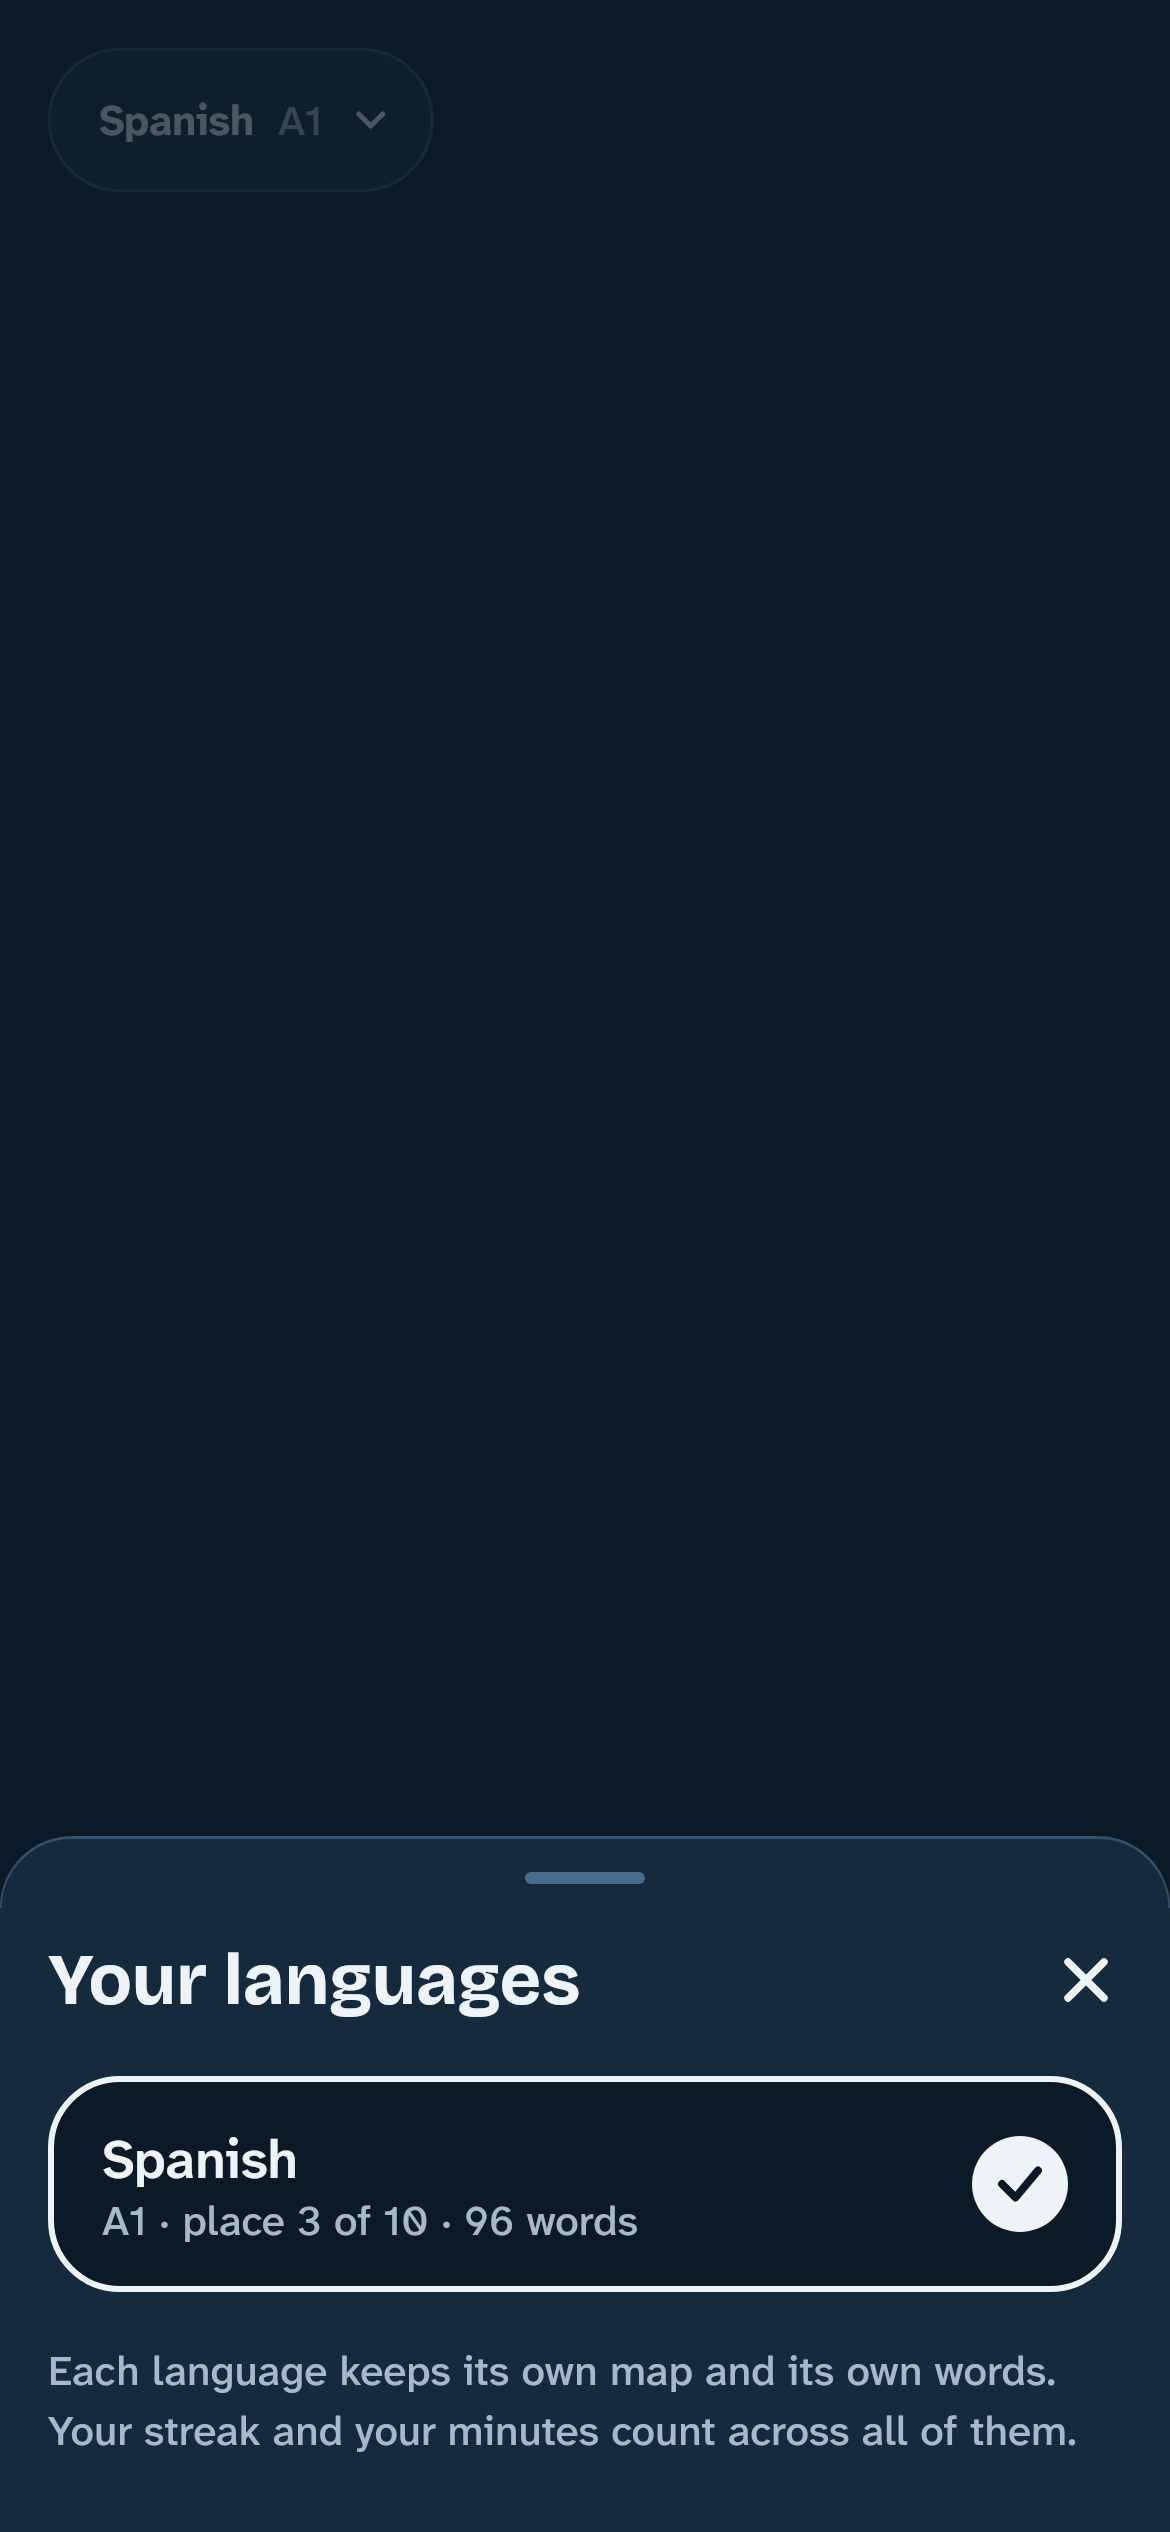 Spanish A1
Your languages
Spanish
A1 · place 3 of 10 · 96 words
Each language keeps its own map and its own words.
Your streak and your minutes count across all of them.